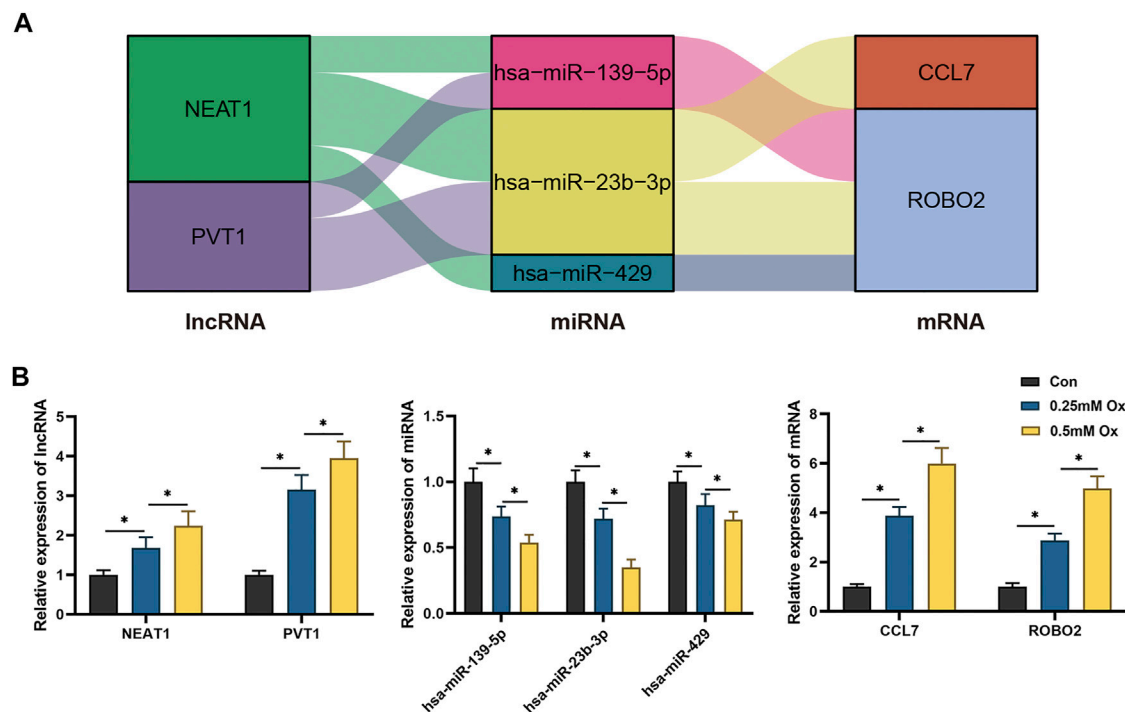 A
NEAT1
PVT1
hsa−miR−139−5p
hsa−miR−23b−3p
hsa−miR−429
CCL7
ROBO2
lncRNA
miRNA
mRNA
B
Relative expression of lncRNA
5
4
3
2
1
0
*
*
*
*
NEAT1
PVT1
Relative expression of miRNA
1.5
1.0
0.5
0.0
*
*
*
*
*
*
hsa-miR-139-5p
hsa-miR-23b-3p
hsa-miR-429
Relative expression of mRNA
8
6
4
2
0
*
*
*
*
CCL7
ROBO2
Con
0.25mM Ox
0.5mM Ox